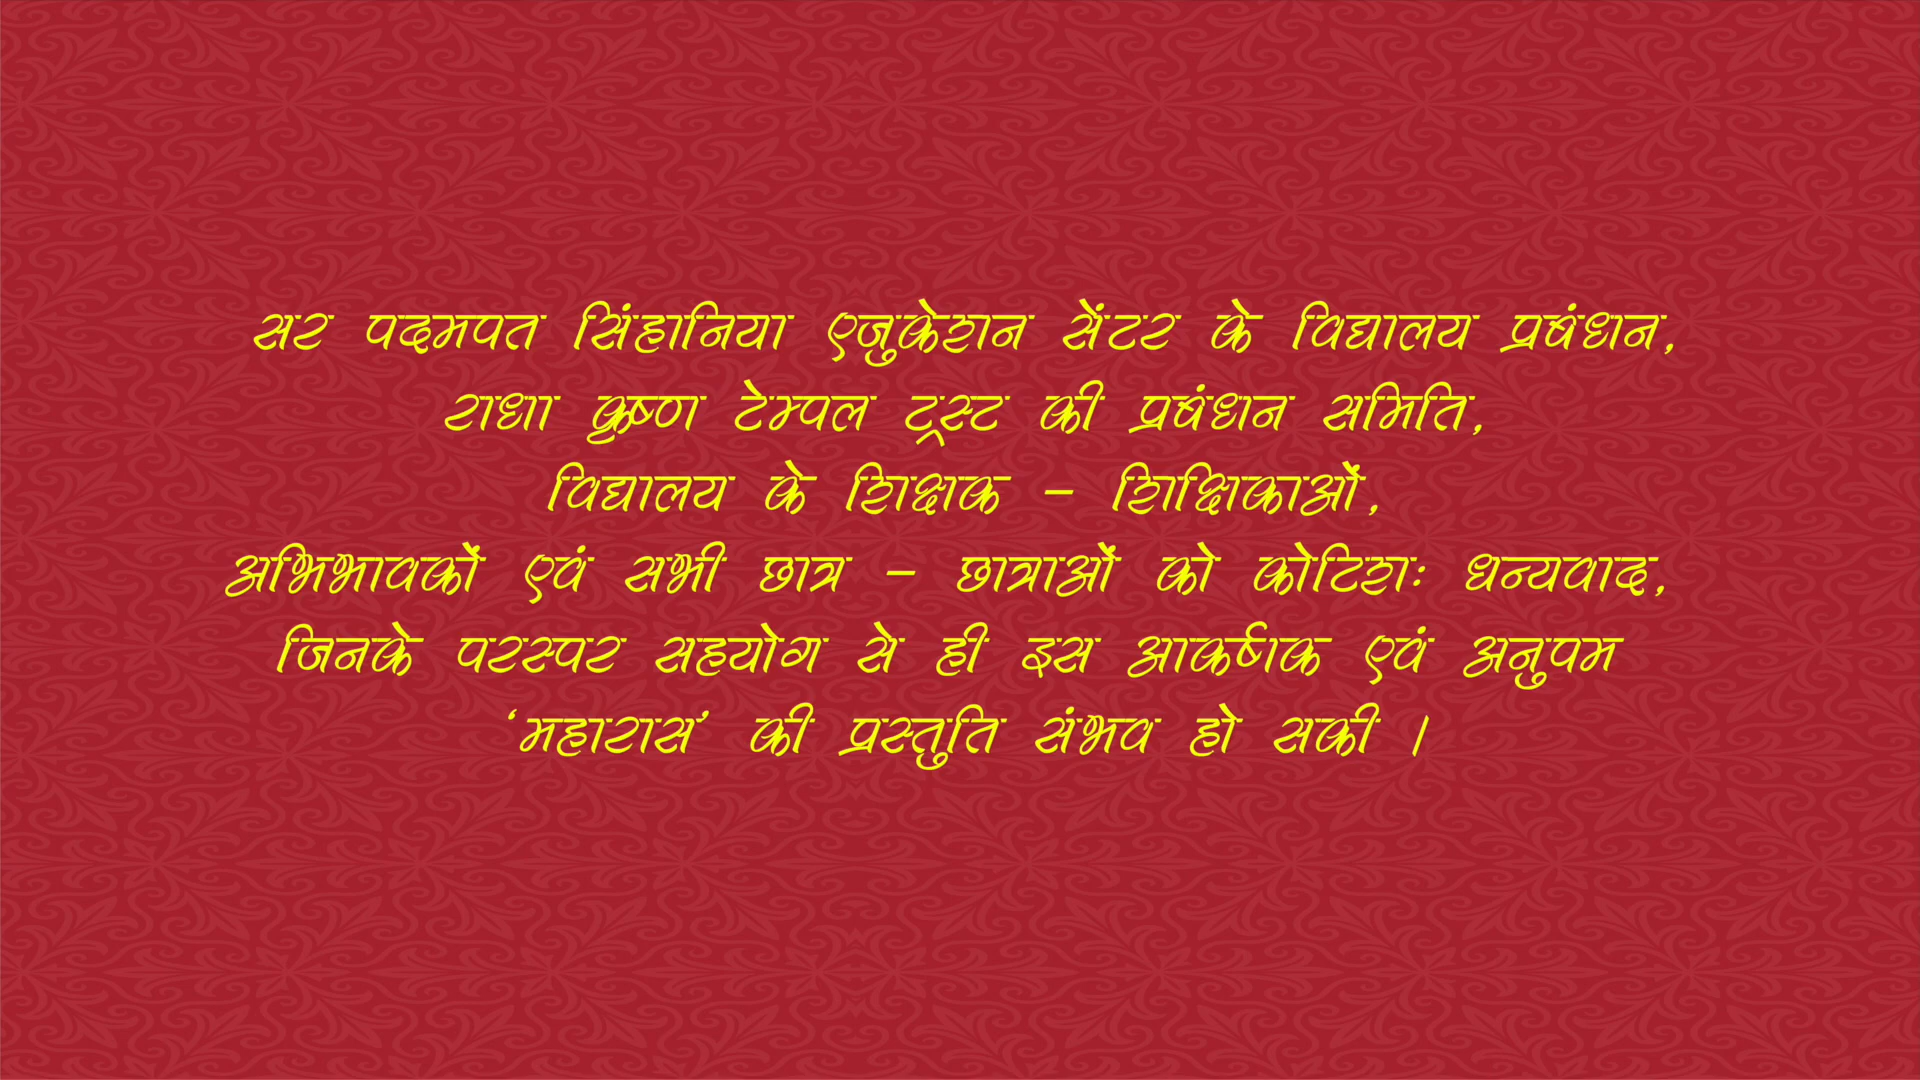 सर पदमपत सिंहानिया एजुकेशन सेंटर के विद्यालय प्रबंधन,
राधा कृष्ण टेम्पल ट्रस्ट की प्रबंधन समिति,
विद्यालय के शिक्षक - शिक्षिकाओं,
अभिभावकों एवं सभी छात्र - छात्राओं को कोटिशः धन्यवाद,
जिनके परस्पर सहयोग से ही इस आकर्षक एवं अनुपम
‘महारास’ की प्रस्तुति संभव हो सकी ।